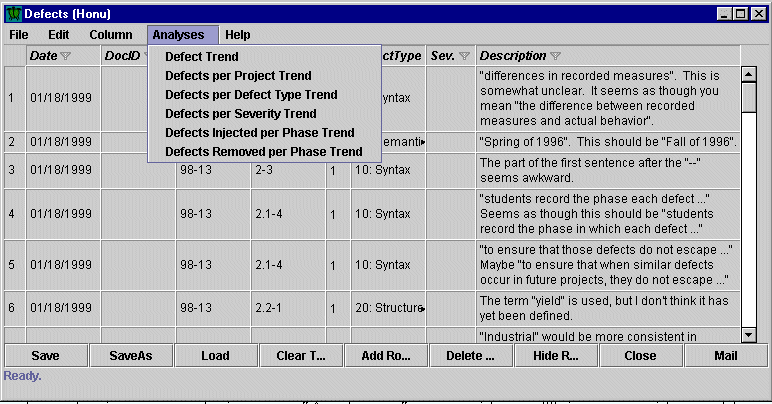 Defects (Honu)
File Edit Column Analyses Help
Date DocID ctType Sev. Description
Defect Trend
Defects per Project Trend
Defects per Defect Type Trend
Defects per Severity Trend
Defects Injected per Phase Trend
Defects Removed per Phase Trend
1 01/18/1999 yntax "differences in recorded measures". This is
somewhat unclear. It seems as though you
mean "the difference between recorded
measures and actual behavior".
2 01/18/1999 emanti "Spring of 1996". This should be "Fall of 1996".
3 01/18/1999 98-13 2-3 1 10: Syntax The part of the first sentence after the "--"
seems awkward.
4 01/18/1999 98-13 2.1-4 1 10: Syntax "students record the phase each defect ..."
Seems as though this should be "students
record the phase in which each defect ..."
5 01/18/1999 98-13 2.1-4 1 10: Syntax "to ensure that those defects do not escape ..."
Maybe "to ensure that when similar defects
occur in future projects, they do not escape ..."
6 01/18/1999 98-13 2.2-1 1 20: Structure The term "yield" is used, but I don't think it has
yet been defined.
"Industrial" would be more consistent in
Save SaveAs Load Clear T... Add Ro... Delete ... Hide R... Close Mail
Ready.